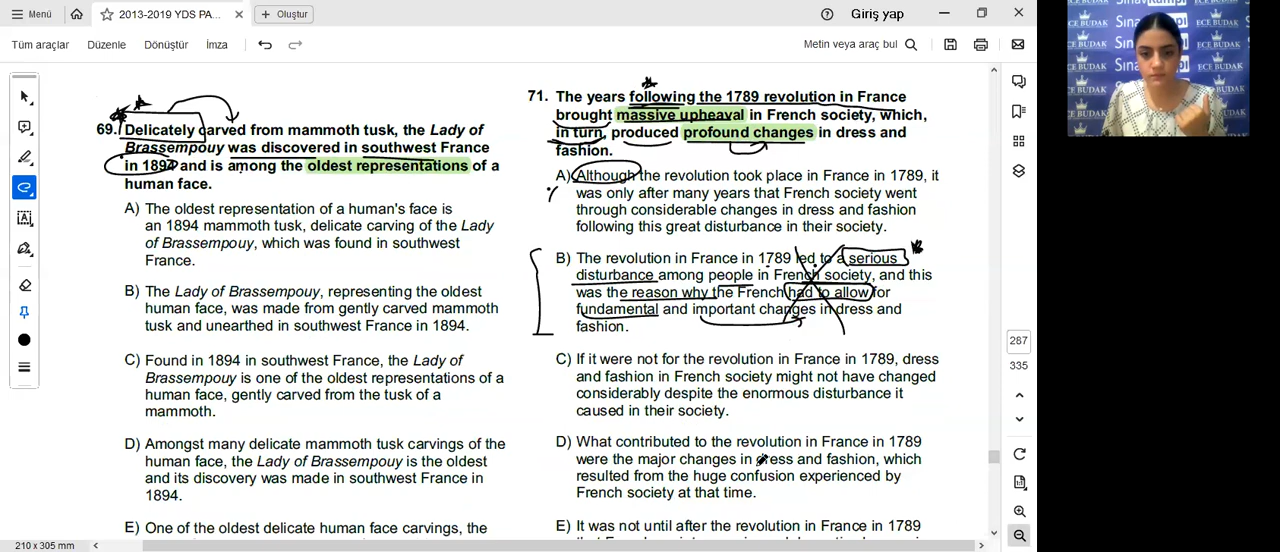 Menü
2013-2019 YDS PA...
Oluştur
Giriş yap
Tüm araçlar
Düzenle
Dönüştür
İmza
Metin veya araç bul
69. Delicately carved from mammoth tusk, the Lady of
Brassempouy was discovered in southwest France
in 1894 and is among the oldest representations of a
human face.
A) The oldest representation of a human's face is
an 1894 mammoth tusk, delicate carving of the Lady
of Brassempouy, which was found in southwest
France.
B) The Lady of Brassempouy, representing the oldest
human face, was made from gently carved mammoth
tusk and unearthed in southwest France in 1894.
C) Found in 1894 in southwest France, the Lady of
Brassempouy is one of the oldest representations of a
human face, gently carved from the tusk of a
mammoth.
D) Amongst many delicate mammoth tusk carvings of the
human face, the Lady of Brassempouy is the oldest
and its discovery was made in southwest France in
1894.
E) One of the oldest delicate human face carvings, the
71. The years following the 1789 revolution in France
brought massive upheaval in French society, which,
in turn, produced profound changes in dress and
fashion.
A) Although the revolution took place in France in 1789, it
was only after many years that French society went
through considerable changes in dress and fashion
following this great disturbance in their society.
B) The revolution in France in 1789 led to a serious
disturbance among people in French society, and this
was the reason why the French had to allow for
fundamental and important changes in dress and
fashion.
C) If it were not for the revolution in France in 1789, dress
and fashion in French society might not have changed
considerably despite the enormous disturbance it
caused in their society.
D) What contributed to the revolution in France in 1789
were the major changes in dress and fashion, which
resulted from the huge confusion experienced by
French society at that time.
E) It was not until after the revolution in France in 1789
287
335
210 x 305 mm
ECE BUDAK